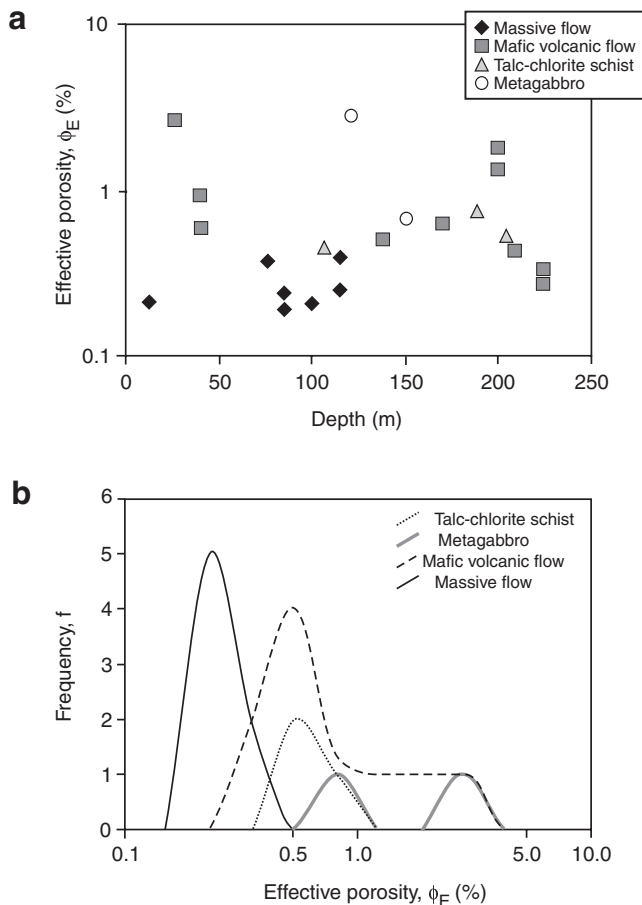 a
Massive flow
Mafic volcanic flow
Talc-chlorite schist
Metagabbro
10
1
0.1
Effective porosity, ϕE (%)
0
50
100
150
200
250
Depth (m)
b
Talc-chlorite schist
Metagabbro
Mafic volcanic flow
Massive flow
6
5
4
3
2
1
0
Frequency, f
0.1
0.5
1.0
5.0
10.0
Effective porosity, ϕE (%)